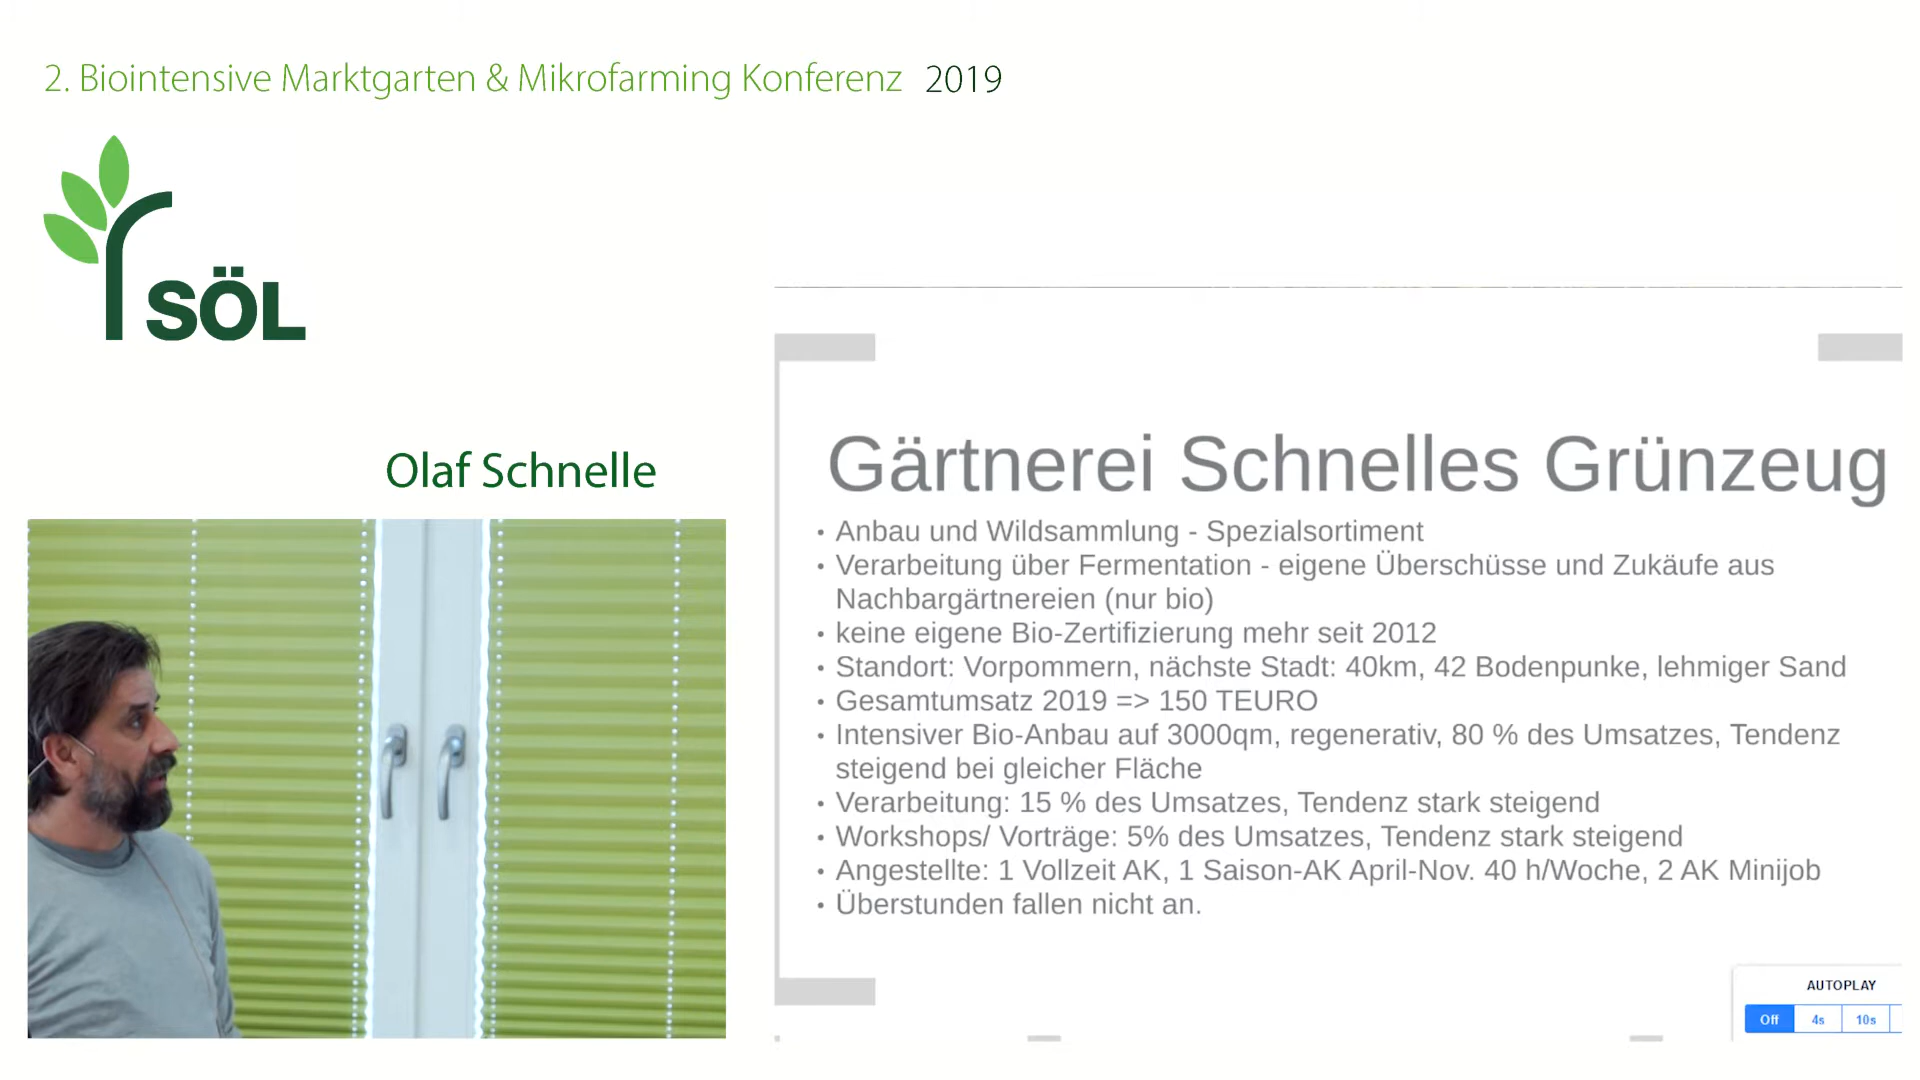 2. Biointensive Marktgarten & Mikrofarming Konferenz 2019
SÖL
Olaf Schnelle
Gärtnerei Schnelles Grünzeug
• Anbau und Wildsammlung - Spezialsortiment
• Verarbeitung über Fermentation - eigene Überschüsse und Zukäufe aus
Nachbargärtnereien (nur bio)
• keine eigene Bio-Zertifizierung mehr seit 2012
• Standort: Vorpommern, nächste Stadt: 40km, 42 Bodenpunke, lehmiger Sand
• Gesamtumsatz 2019 => 150 TEURO
• Intensiver Bio-Anbau auf 3000qm, regenerativ, 80 % des Umsatzes, Tendenz
steigend bei gleicher Fläche
• Verarbeitung: 15 % des Umsatzes, Tendenz stark steigend
• Workshops/ Vorträge: 5% des Umsatzes, Tendenz stark steigend
• Angestellte: 1 Vollzeit AK, 1 Saison-AK April-Nov. 40 h/Woche, 2 AK Minijob
• Überstunden fallen nicht an.
AUTOPLAY
Off 4s 10s